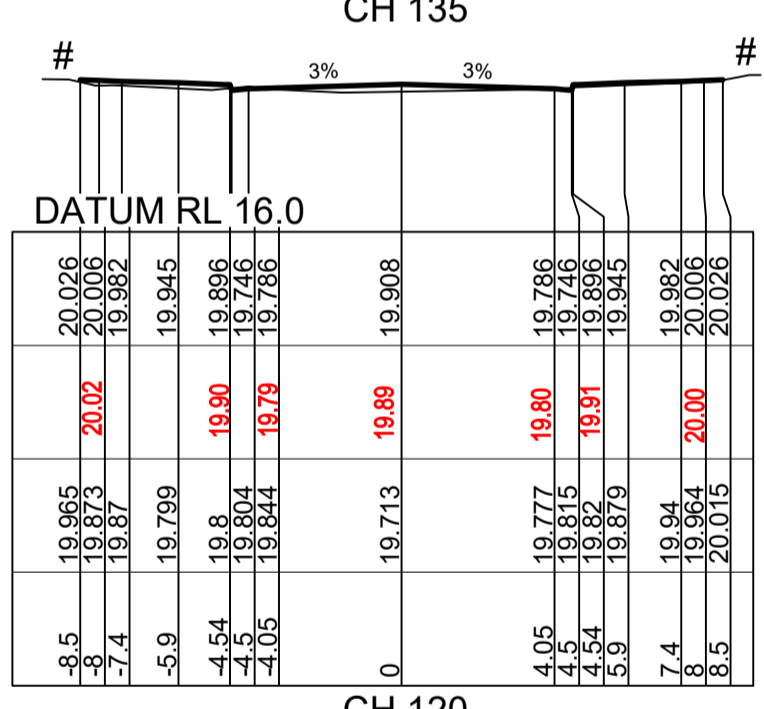 CH 135
# 3% 3% #
DATUM RL 16.0
20.026 20.006 19.982 19.945 19.896 19.746 19.786 19.908 19.786 19.746 19.896 19.945 19.982 20.006 20.026
20.02 19.90 19.79 19.89 19.80 19.91 20.00
19.965 19.873 19.87 19.799 19.8 19.804 19.844 19.713 19.777 19.815 19.82 19.879 19.94 19.964 20.015
-8.5 -8 -7.4 -5.9 -4.54 -4.5 -4.05 0 4.05 4.5 4.54 5.9 7.4 8 8.5
CH 120